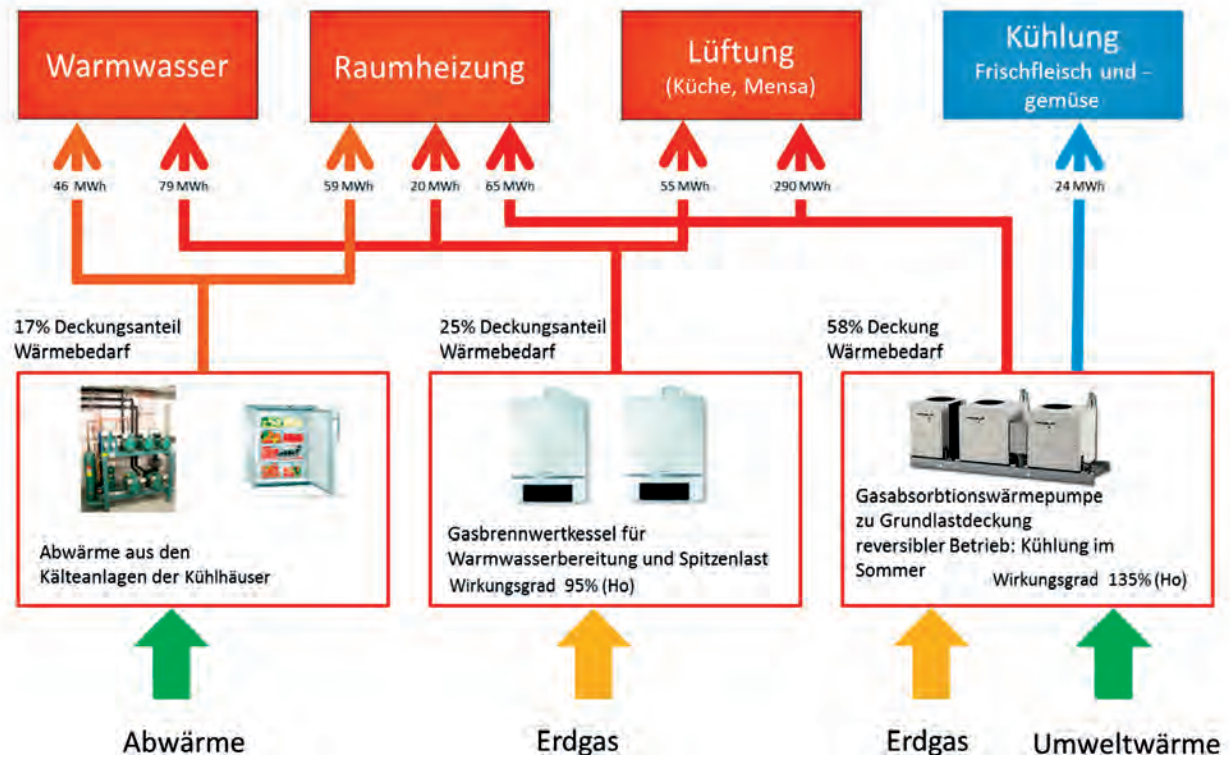 Warmwasser
Raumheizung
Lüftung
(Küche, Mensa)
Kühlung
Frischfleisch und –
gemüse
46 MWh
79 MWh
59 MWh
20 MWh
65 MWh
55 MWh
290 MWh
24 MWh
17% Deckungsanteil
Wärmebedarf
25% Deckungsanteil
Wärmebedarf
58% Deckung
Wärmebedarf
Abwärme aus den
Kälteanlagen der Kühlhäuser
Gasbrennwertkessel für
Warmwasserbereitung und Spitzenlast
Wirkungsgrad 95% (Ho)
Gasabsorbtionswärmepumpe
zu Grundlastdeckung
reversibler Betrieb: Kühlung im
Sommer
Wirkungsgrad 135% (Ho)
Abwärme
Erdgas
Erdgas
Umweltwärme